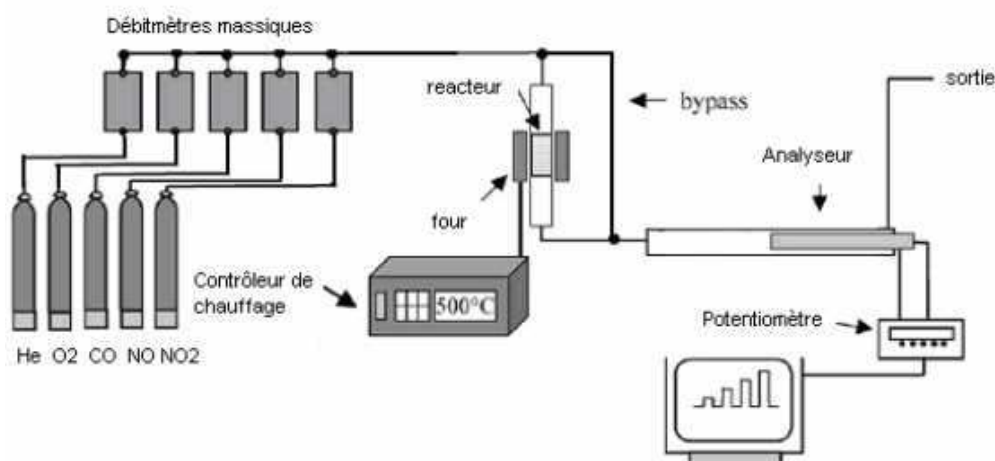 Débitmètres massiques
reacteur
bypass
sortie
Analyseur
four
Contrôleur de
chauffage
500°C
Potentiomètre
He O2 CO NO NO2